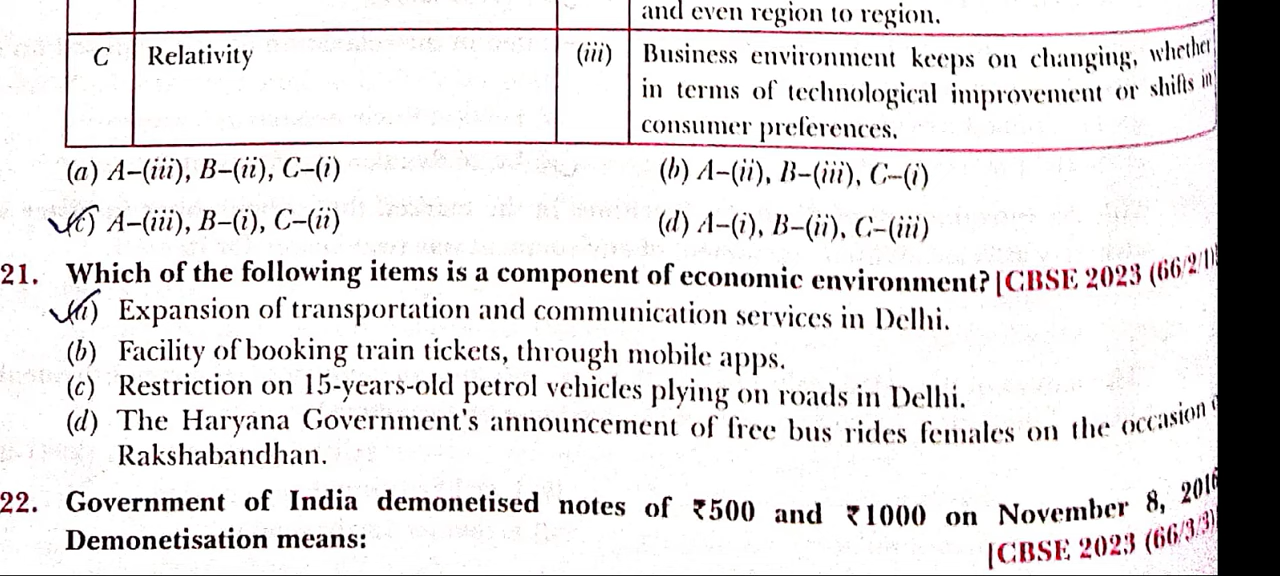 and even region to region.
C Relativity (iii) Business environment keeps on changing, whether
in terms of technological improvement or shifts in
consumer preferences.
(a) A–(iii), B–(ii), C–(i) (b) A–(ii), B–(iii), C–(i)
(c) A–(iii), B–(i), C–(ii) (d) A–(i), B–(ii), C–(iii)
21. Which of the following items is a component of economic environment? [CBSE 2023 (66/2/1)]
(a) Expansion of transportation and communication services in Delhi.
(b) Facility of booking train tickets, through mobile apps.
(c) Restriction on 15-years-old petrol vehicles plying on roads in Delhi.
(d) The Haryana Government's announcement of free bus rides females on the occasion
Rakshabandhan.
22. Government of India demonetised notes of ₹500 and ₹1000 on November 8, 2016
Demonetisation means: [CBSE 2023 (66/3/3)]